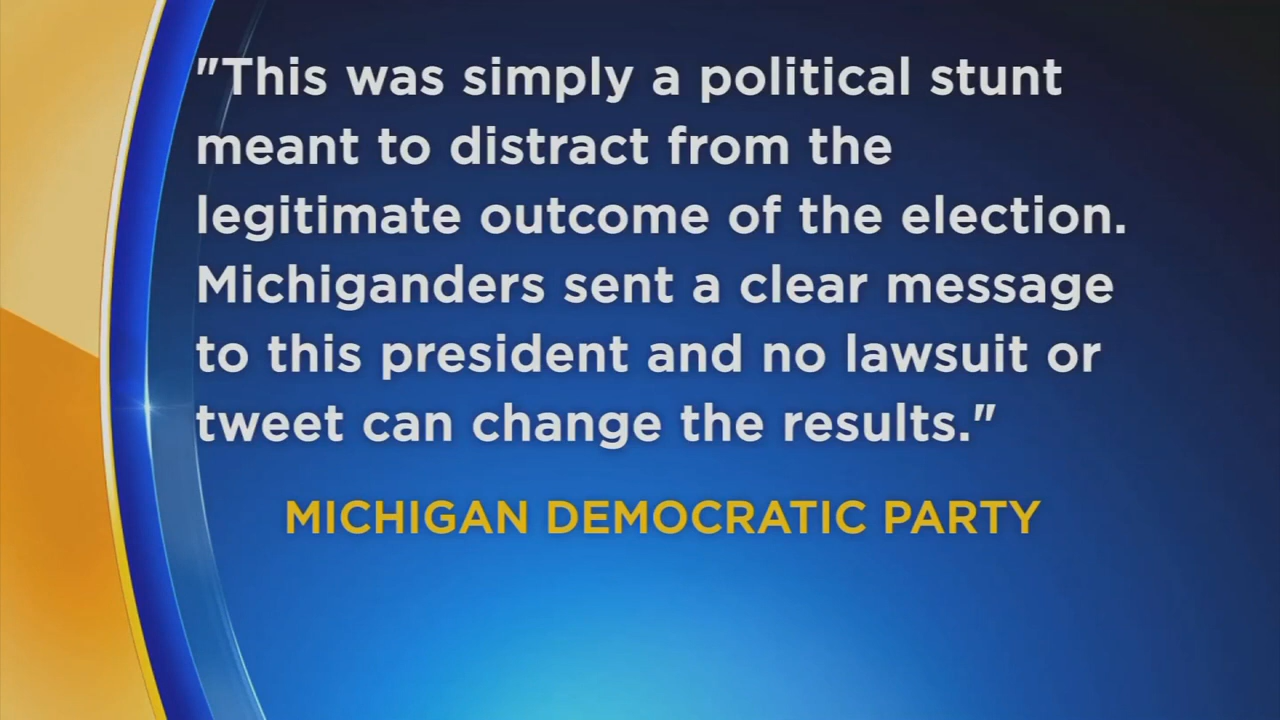 "This was simply a political stunt
meant to distract from the
legitimate outcome of the election.
Michiganders sent a clear message
to this president and no lawsuit or
tweet can change the results."
MICHIGAN DEMOCRATIC PARTY